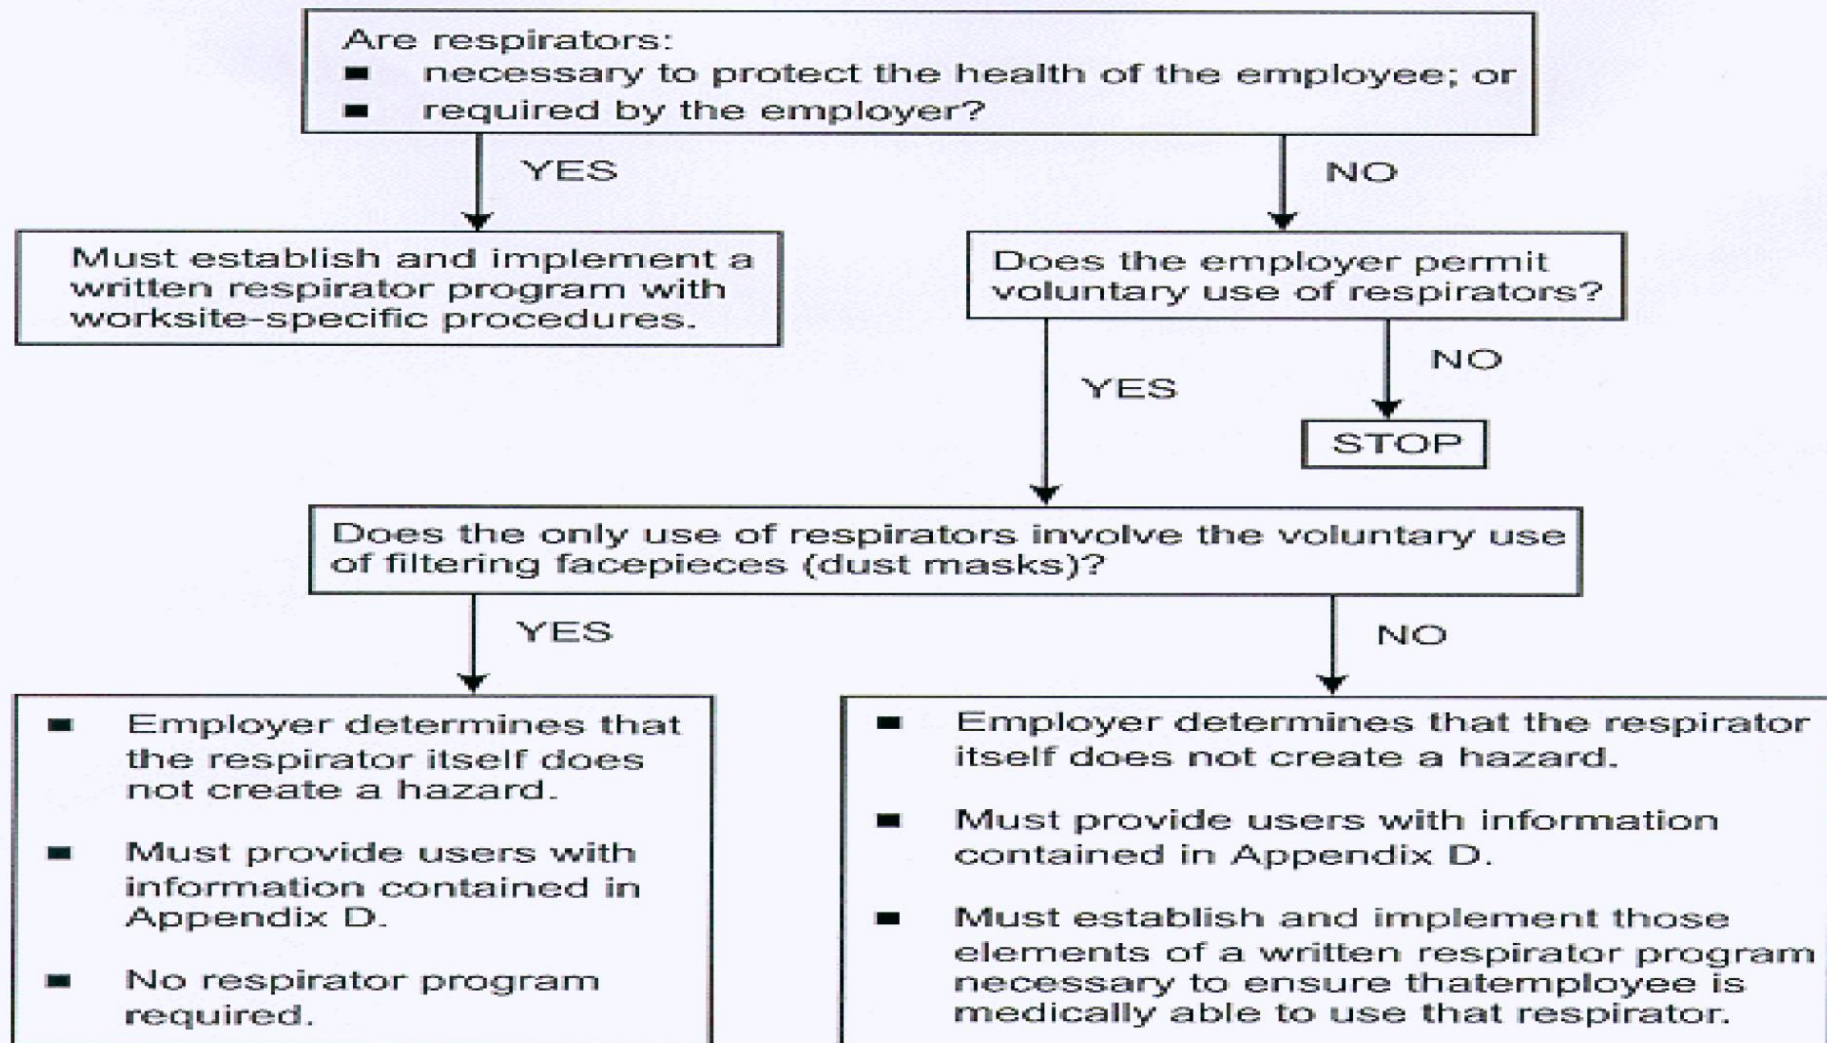 Are respirators:
■ necessary to protect the health of the employee; or
■ required by the employer?
YES
NO
Must establish and implement a
written respirator program with
worksite-specific procedures.
Does the employer permit
voluntary use of respirators?
YES
NO
STOP
Does the only use of respirators involve the voluntary use
of filtering facepieces (dust masks)?
YES
NO
■ Employer determines that
the respirator itself does
not create a hazard.
■ Must provide users with
information contained in
Appendix D.
■ No respirator program
required.
■ Employer determines that the respirator
itself does not create a hazard.
■ Must provide users with information
contained in Appendix D.
■ Must establish and implement those
elements of a written respirator program
necessary to ensure thatemployee is
medically able to use that respirator.